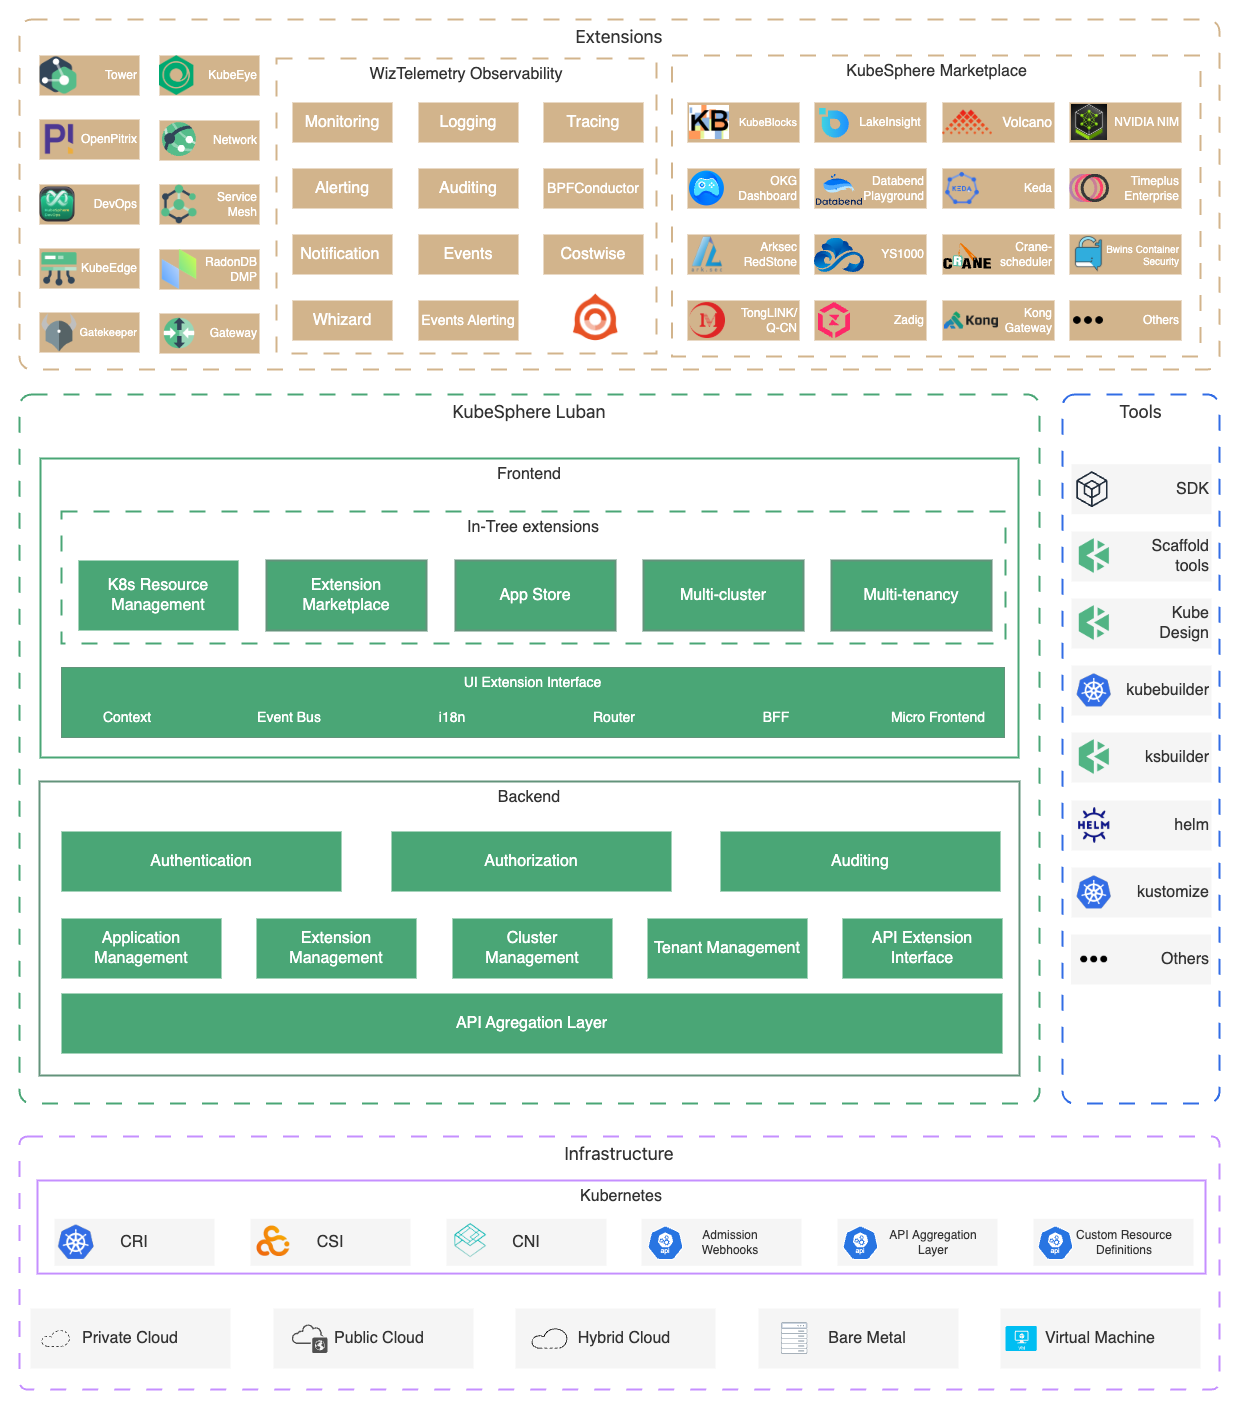 Extensions
Tower
KubeEye
OpenPitrix
Network
DevOps
Service
Mesh
KubeEdge
RadonDB
DMP
Gatekeeper
Gateway
WizTelemetry Observability
Monitoring
Logging
Tracing
Alerting
Auditing
BPFConductor
Notification
Events
Costwise
Whizard
Events Alerting
KubeSphere Marketplace
KB
KubeBlocks
LakeInsight
Volcano
NVIDIA NIM
OKG
Dashboard
Databend
Databend
Playground
KEDA
Keda
Timeplus
Enterprise
Arksec
RedStone
YS1000
CRANE
Crane-
scheduler
Bwins Container
Security
TongLINK/
Q-CN
Zadig
Kong
Kong
Gateway
Others
KubeSphere Luban
Frontend
In-Tree extensions
K8s Resource
Management
Extension
Marketplace
App Store
Multi-cluster
Multi-tenancy
UI Extension Interface
Context
Event Bus
i18n
Router
BFF
Micro Frontend
Backend
Authentication
Authorization
Auditing
Application
Management
Extension
Management
Cluster
Management
Tenant Management
API Extension
Interface
API Agregation Layer
Tools
SDK
Scaffold
tools
Kube
Design
kubebuilder
ksbuilder
HELM
helm
kustomize
Others
Infrastructure
Kubernetes
CRI
CSI
CNI
api
Admission
Webhooks
api
API Aggregation
Layer
api
Custom Resource
Definitions
Private Cloud
Public Cloud
Hybrid Cloud
Bare Metal
VM
Virtual Machine